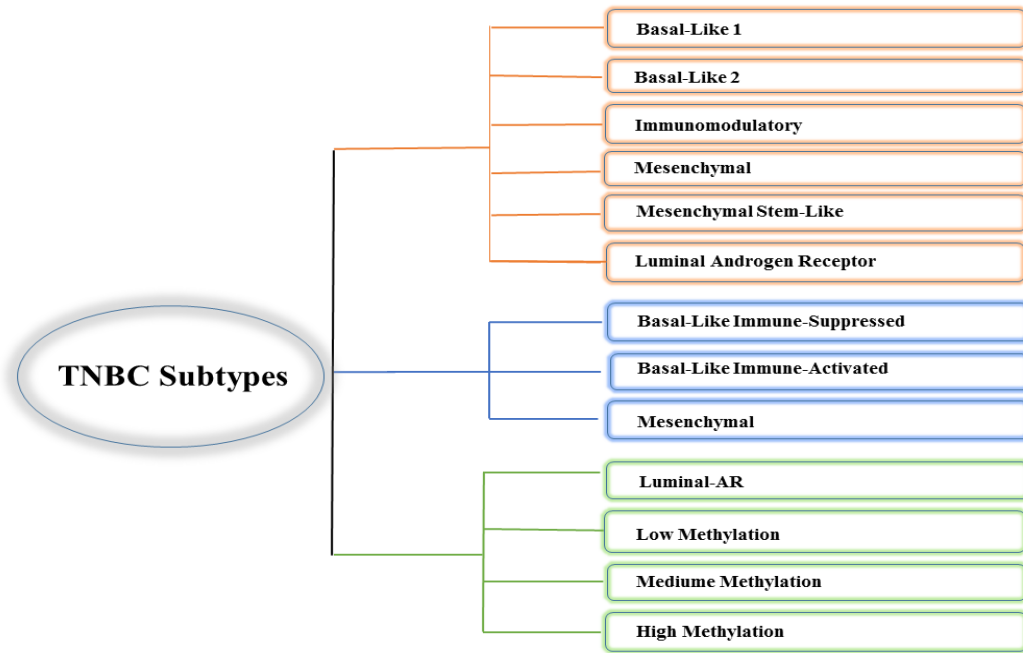 Basal-Like 1
Basal-Like 2
Immunomodulatory
Mesenchymal
Mesenchymal Stem-Like
Luminal Androgen Receptor
TNBC Subtypes
Basal-Like Immune-Suppressed
Basal-Like Immune-Activated
Mesenchymal
Luminal-AR
Low Methylation
Mediume Methylation
High Methylation